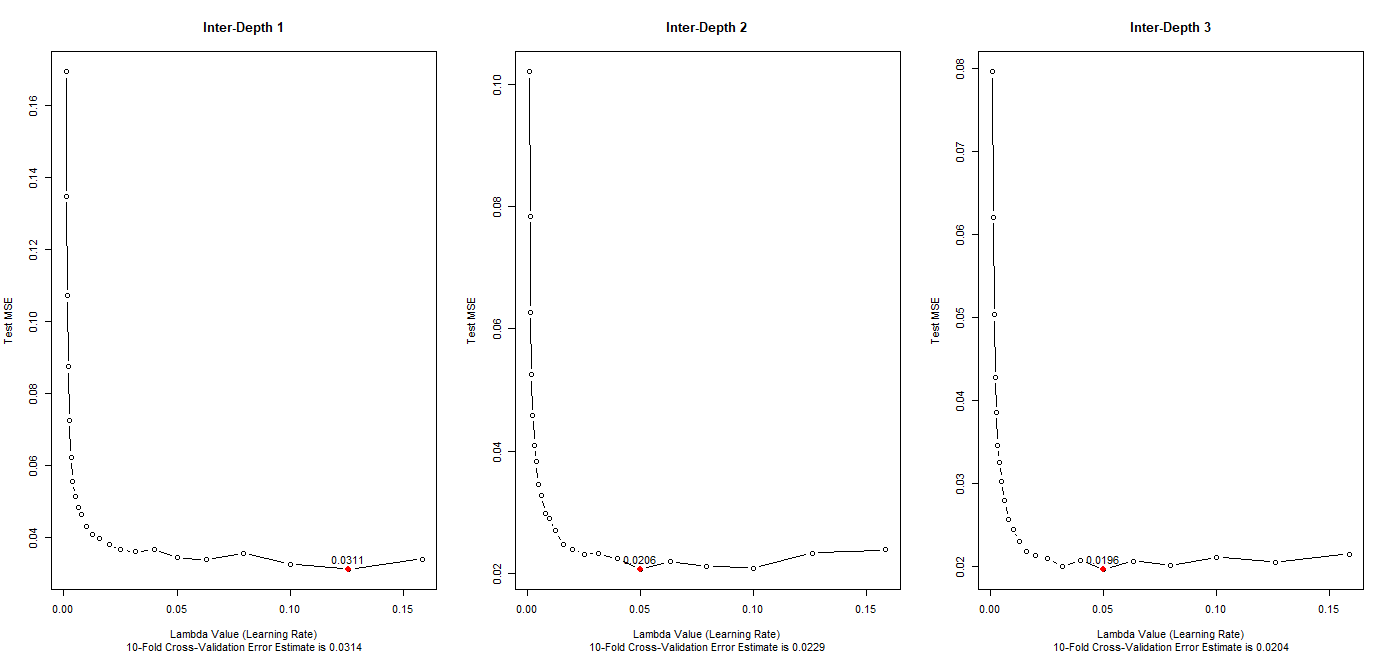 Inter-Depth 1
Test MSE
0.16
0.14
0.12
0.10
0.08
0.06
0.04
0.0311
0.00 0.05 0.10 0.15
Lambda Value (Learning Rate)
10-Fold Cross-Validation Error Estimate is 0.0314
Inter-Depth 2
Test MSE
0.10
0.08
0.06
0.04
0.02
0.0206
0.00 0.05 0.10 0.15
Lambda Value (Learning Rate)
10-Fold Cross-Validation Error Estimate is 0.0229
Inter-Depth 3
Test MSE
0.08
0.07
0.06
0.05
0.04
0.03
0.02
0.0196
0.00 0.05 0.10 0.15
Lambda Value (Learning Rate)
10-Fold Cross-Validation Error Estimate is 0.0204